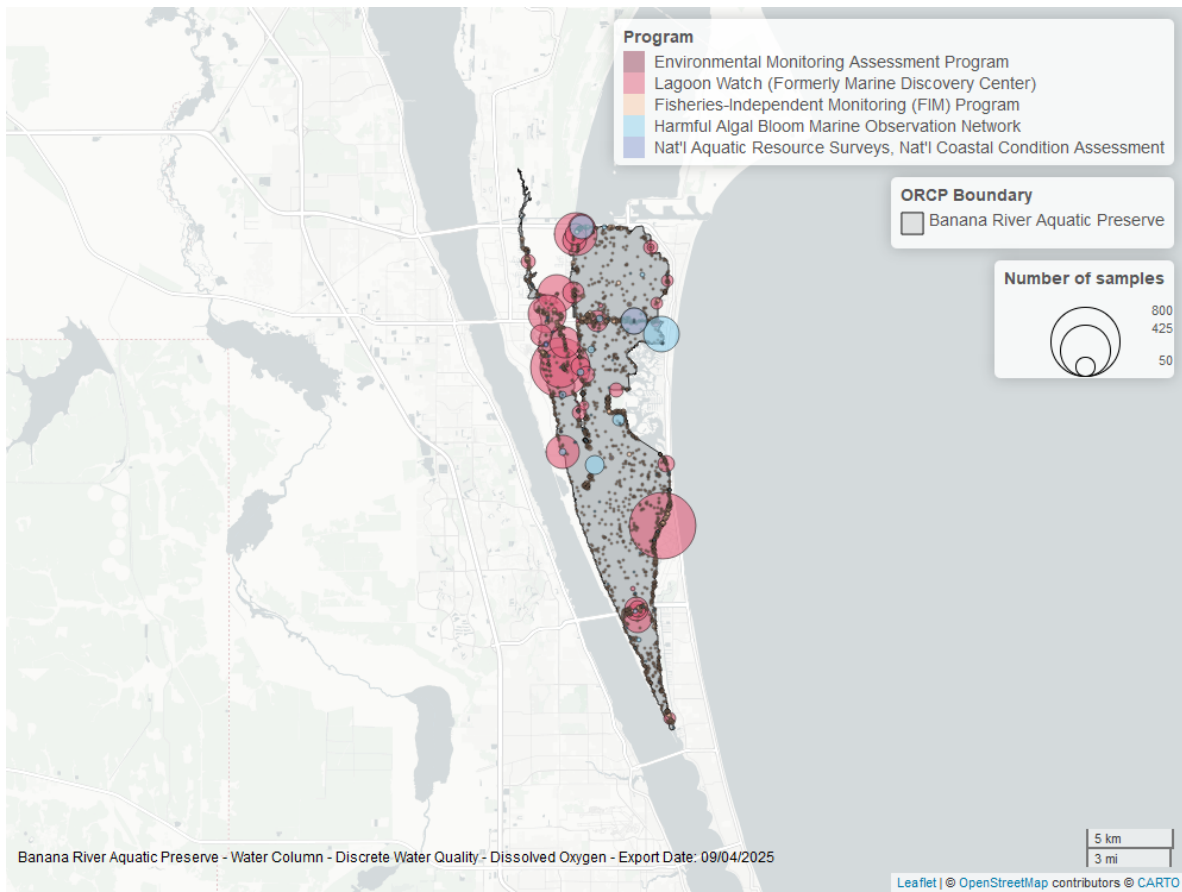 Program
Environmental Monitoring Assessment Program
Lagoon Watch (Formerly Marine Discovery Center)
Fisheries-Independent Monitoring (FIM) Program
Harmful Algal Bloom Marine Observation Network
Nat'l Aquatic Resource Surveys, Nat'l Coastal Condition Assessment
ORCP Boundary
Banana River Aquatic Preserve
Number of samples
800
425
50
5 km
3 mi
Banana River Aquatic Preserve - Water Column - Discrete Water Quality - Dissolved Oxygen - Export Date: 09/04/2025
Leaflet | © OpenStreetMap contributors © CARTO